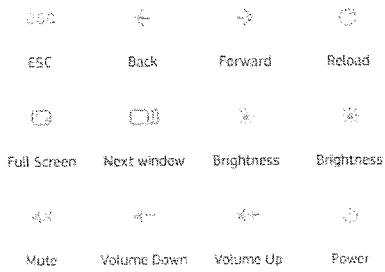 esc
ESC Back Forward Reload
Full Screen Next window Brightness Brightness
Mute Volume Down Volume Up Power